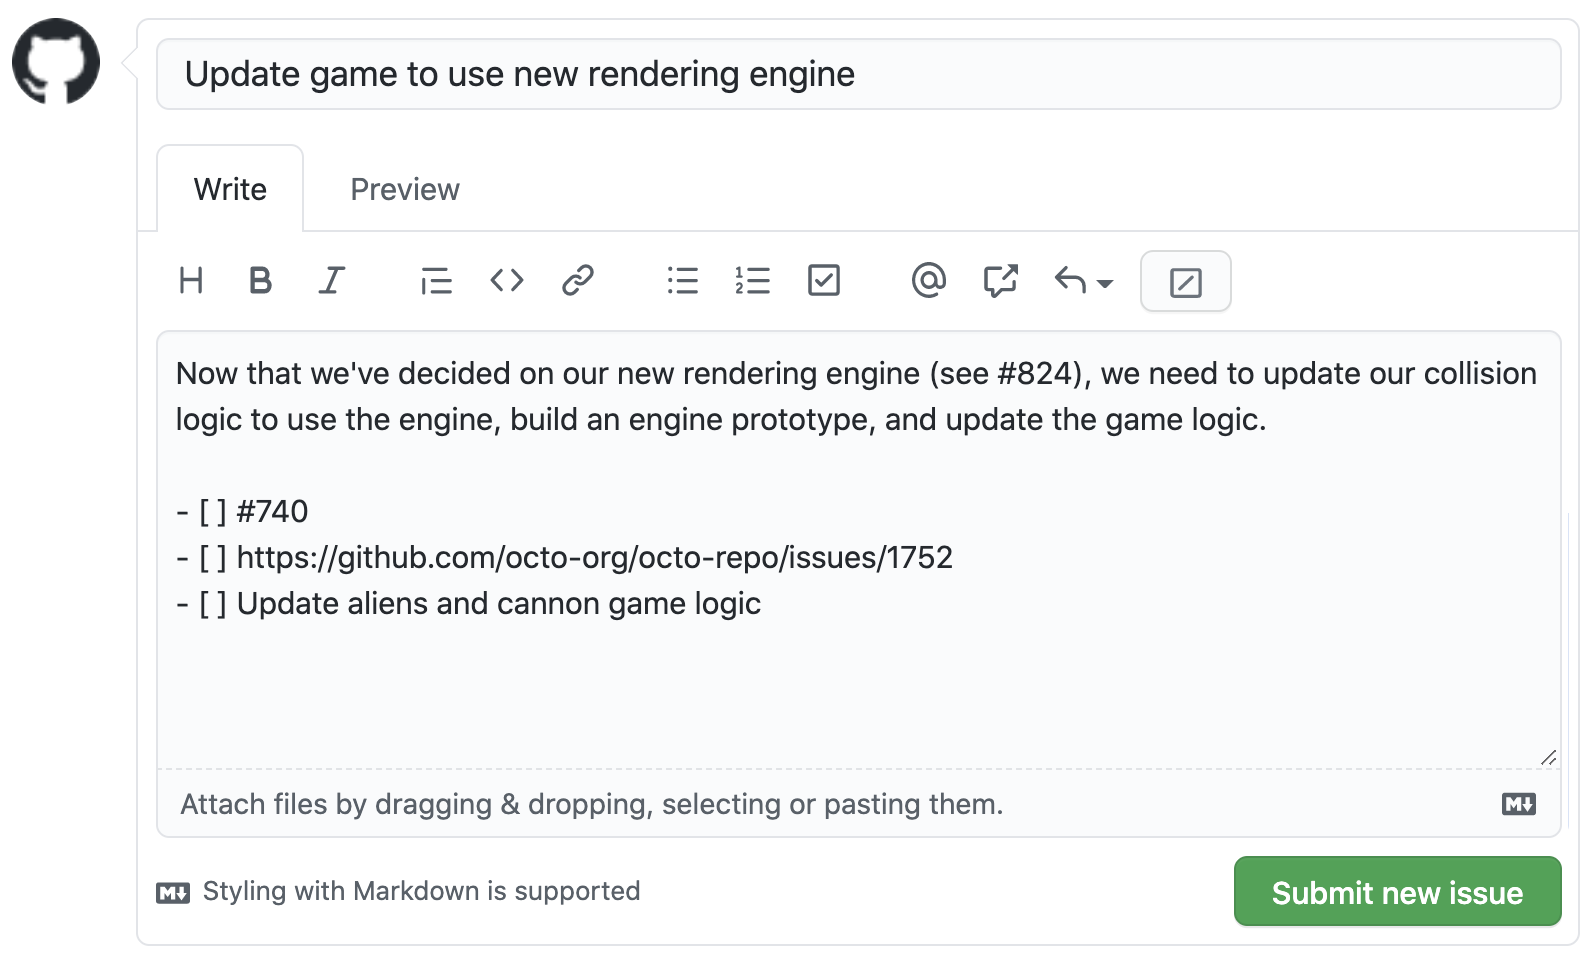 Update game to use new rendering engine
Write Preview
H B I
Now that we've decided on our new rendering engine (see #824), we need to update our collision
logic to use the engine, build an engine prototype, and update the game logic.
- [ ] #740
- [ ] https://github.com/octo-org/octo-repo/issues/1752
- [ ] Update aliens and cannon game logic
Attach files by dragging & dropping, selecting or pasting them.
Styling with Markdown is supported
Submit new issue